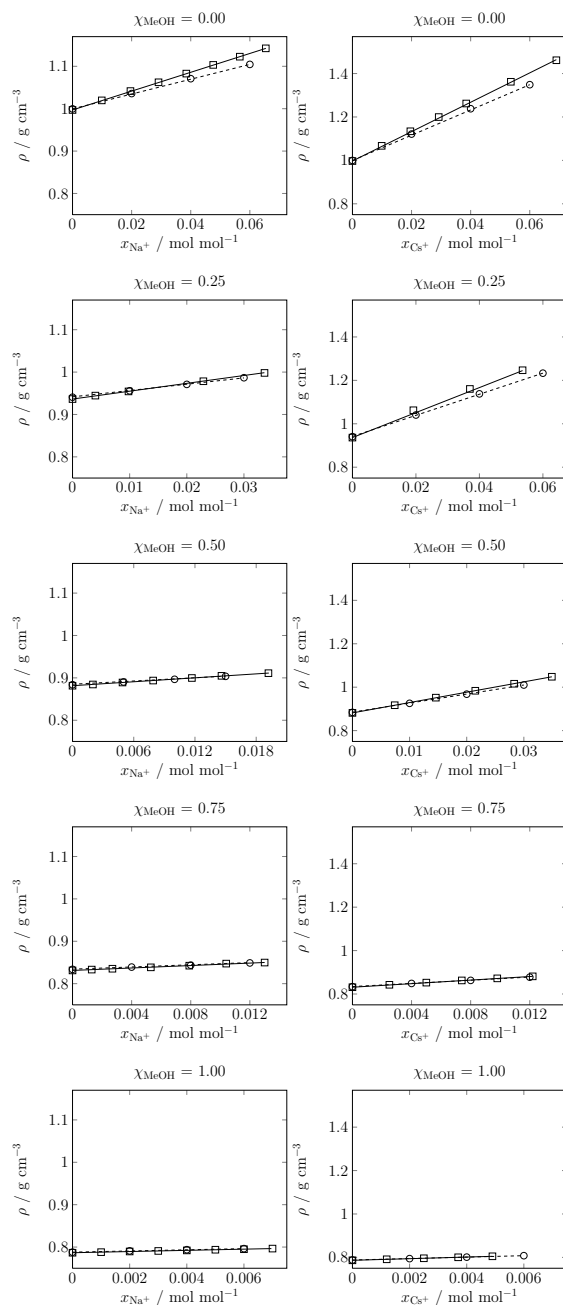 χMeOH = 0.00
χMeOH = 0.00
1.1
1
0.9
0.8
ρ / g cm⁻³
0 0.02 0.04 0.06
xNa⁺ / mol mol⁻¹
1.4
1.2
1
0.8
ρ / g cm⁻³
0 0.02 0.04 0.06
xCs⁺ / mol mol⁻¹
χMeOH = 0.25
χMeOH = 0.25
1.1
1
0.9
0.8
ρ / g cm⁻³
0 0.01 0.02 0.03
xNa⁺ / mol mol⁻¹
1.4
1.2
1
0.8
ρ / g cm⁻³
0 0.02 0.04 0.06
xCs⁺ / mol mol⁻¹
χMeOH = 0.50
χMeOH = 0.50
1.1
1
0.9
0.8
ρ / g cm⁻³
0 0.006 0.012 0.018
xNa⁺ / mol mol⁻¹
1.4
1.2
1
0.8
ρ / g cm⁻³
0 0.01 0.02 0.03
xCs⁺ / mol mol⁻¹
χMeOH = 0.75
χMeOH = 0.75
1.1
1
0.9
0.8
ρ / g cm⁻³
0 0.004 0.008 0.012
xNa⁺ / mol mol⁻¹
1.4
1.2
1
0.8
ρ / g cm⁻³
0 0.004 0.008 0.012
xCs⁺ / mol mol⁻¹
χMeOH = 1.00
χMeOH = 1.00
1.1
1
0.9
0.8
ρ / g cm⁻³
0 0.002 0.004 0.006
xNa⁺ / mol mol⁻¹
1.4
1.2
1
0.8
ρ / g cm⁻³
0 0.002 0.004 0.006
xCs⁺ / mol mol⁻¹